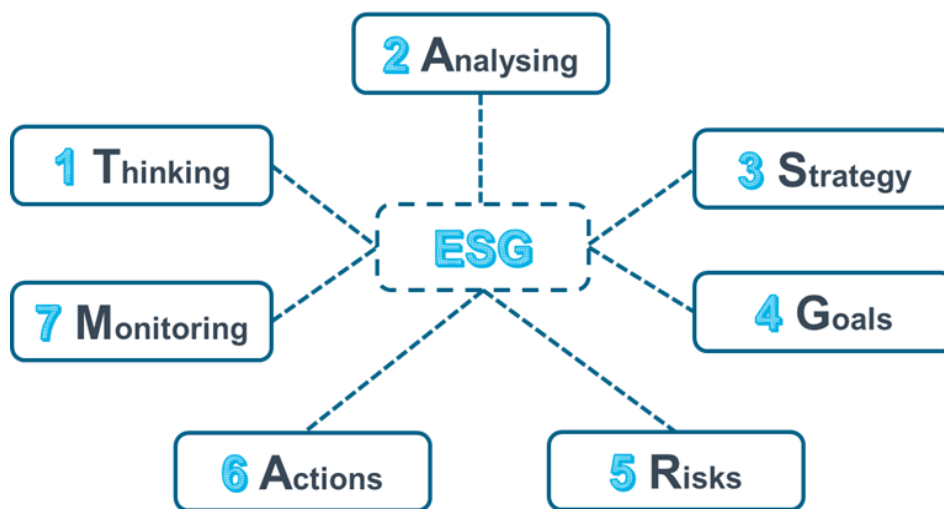 2 Analysing
1 Thinking
3 Strategy
ESG
7 Monitoring
4 Goals
6 Actions
5 Risks